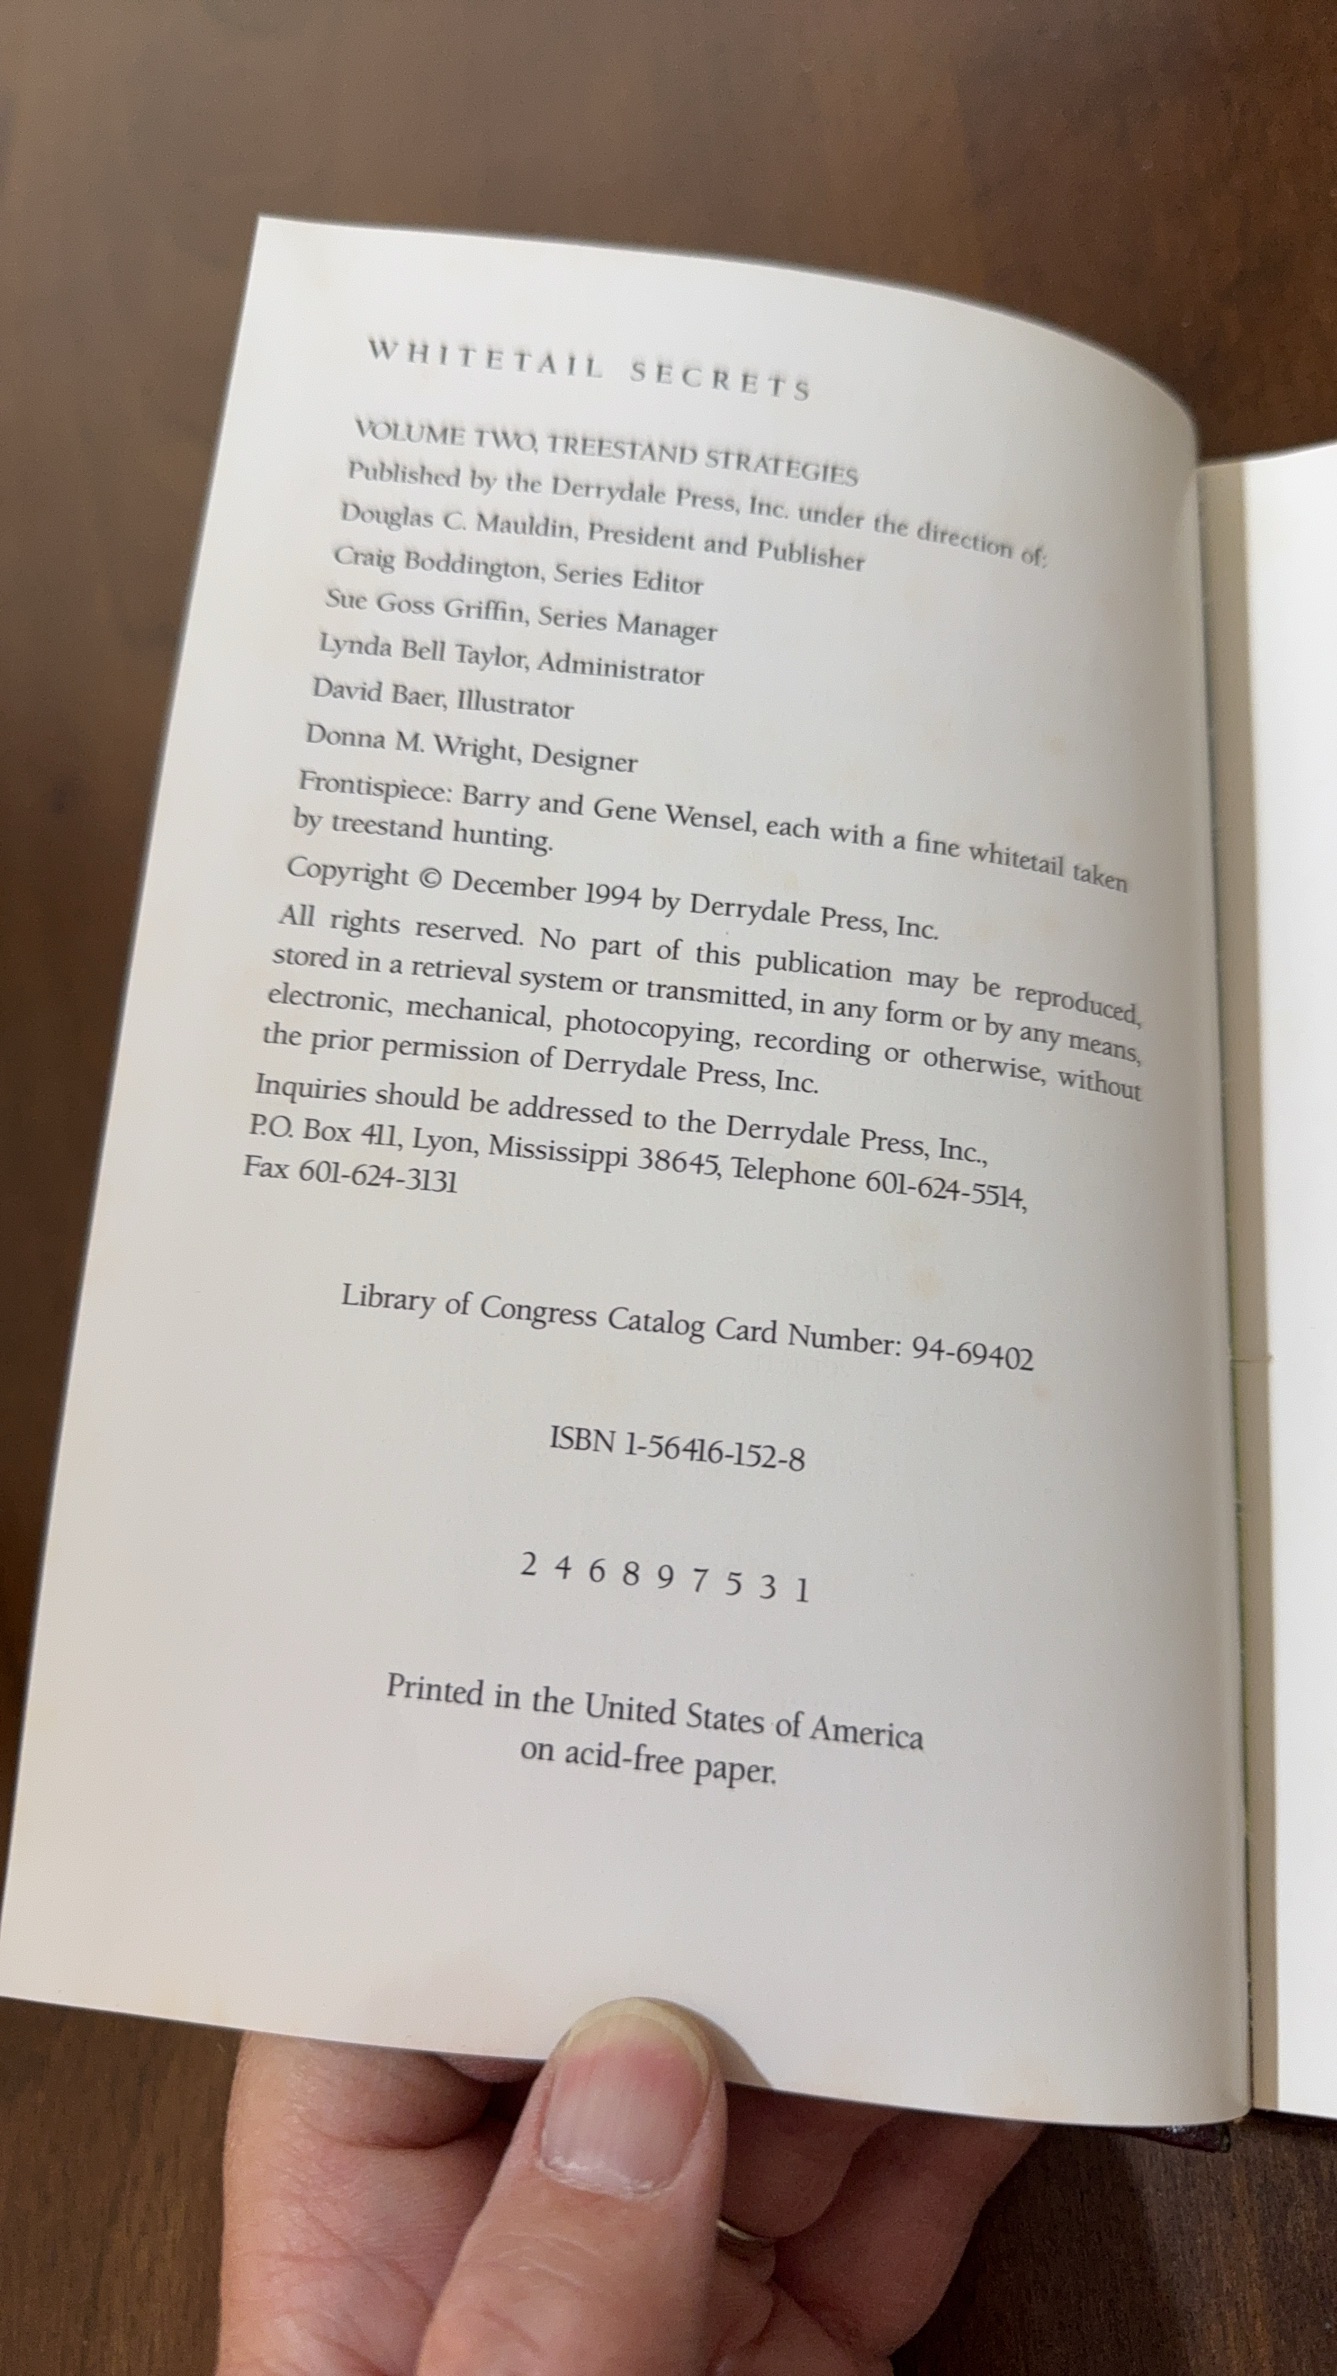 WHITETAIL SECRETS
VOLUME TWO, TREESTAND STRATEGIES
Published by the Derrydale Press, Inc. under the direction of:
Douglas C. Mauldin, President and Publisher
Craig Boddington, Series Editor
Sue Goss Griffin, Series Manager
Lynda Bell Taylor, Administrator
David Baer, Illustrator
Donna M. Wright, Designer
Frontispiece: Barry and Gene Wensel, each with a fine whitetail taken
by treestand hunting.
Copyright © December 1994 by Derrydale Press, Inc.
All rights reserved. No part of this publication may be reproduced,
stored in a retrieval system or transmitted, in any form or by any means,
electronic, mechanical, photocopying, recording or otherwise, without
the prior permission of Derrydale Press, Inc.
Inquiries should be addressed to the Derrydale Press, Inc.,
P.O. Box 411, Lyon, Mississippi 38645, Telephone 601-624-5514,
Fax 601-624-3131
Library of Congress Catalog Card Number: 94-69402
ISBN 1-56416-152-8
2 4 6 8 9 7 5 3 1
Printed in the United States of America
on acid-free paper.